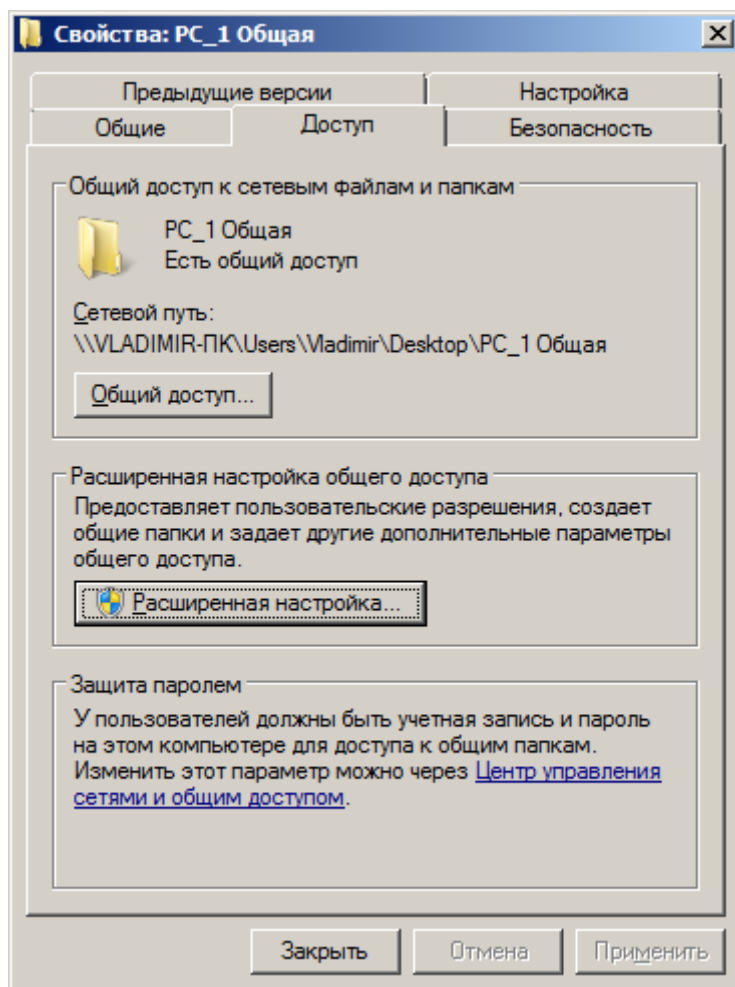 Свойства: PC_1 Общая
Предыдущие версии
Настройка
Общие
Доступ
Безопасность
Общий доступ к сетевым файлам и папкам
PC_1 Общая
Есть общий доступ
Сетевой путь:
\\VLADIMIR-ПК\Users\Vladimir\Desktop\PC_1 Общая
Общий доступ...
Расширенная настройка общего доступа
Предоставляет пользовательские разрешения, создает
общие папки и задает другие дополнительные параметры
общего доступа.
Расширенная настройка...
Защита паролем
У пользователей должны быть учетная запись и пароль
на этом компьютере для доступа к общим папкам.
Изменить этот параметр можно через Центр управления
сетями и общим доступом.
Закрыть
Отмена
Применить